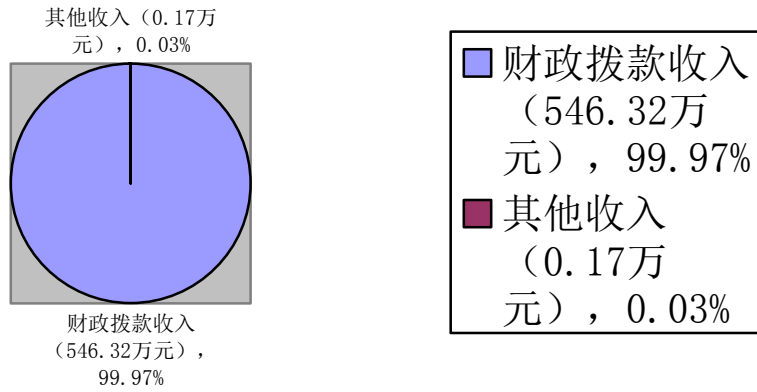 其他收入（0.17万
元）, 0.03%
财政拨款收入
（546.32万元）,
99.97%
财政拨款收入
（546.32万
元）, 99.97%
其他收入
（0.17万
元）, 0.03%